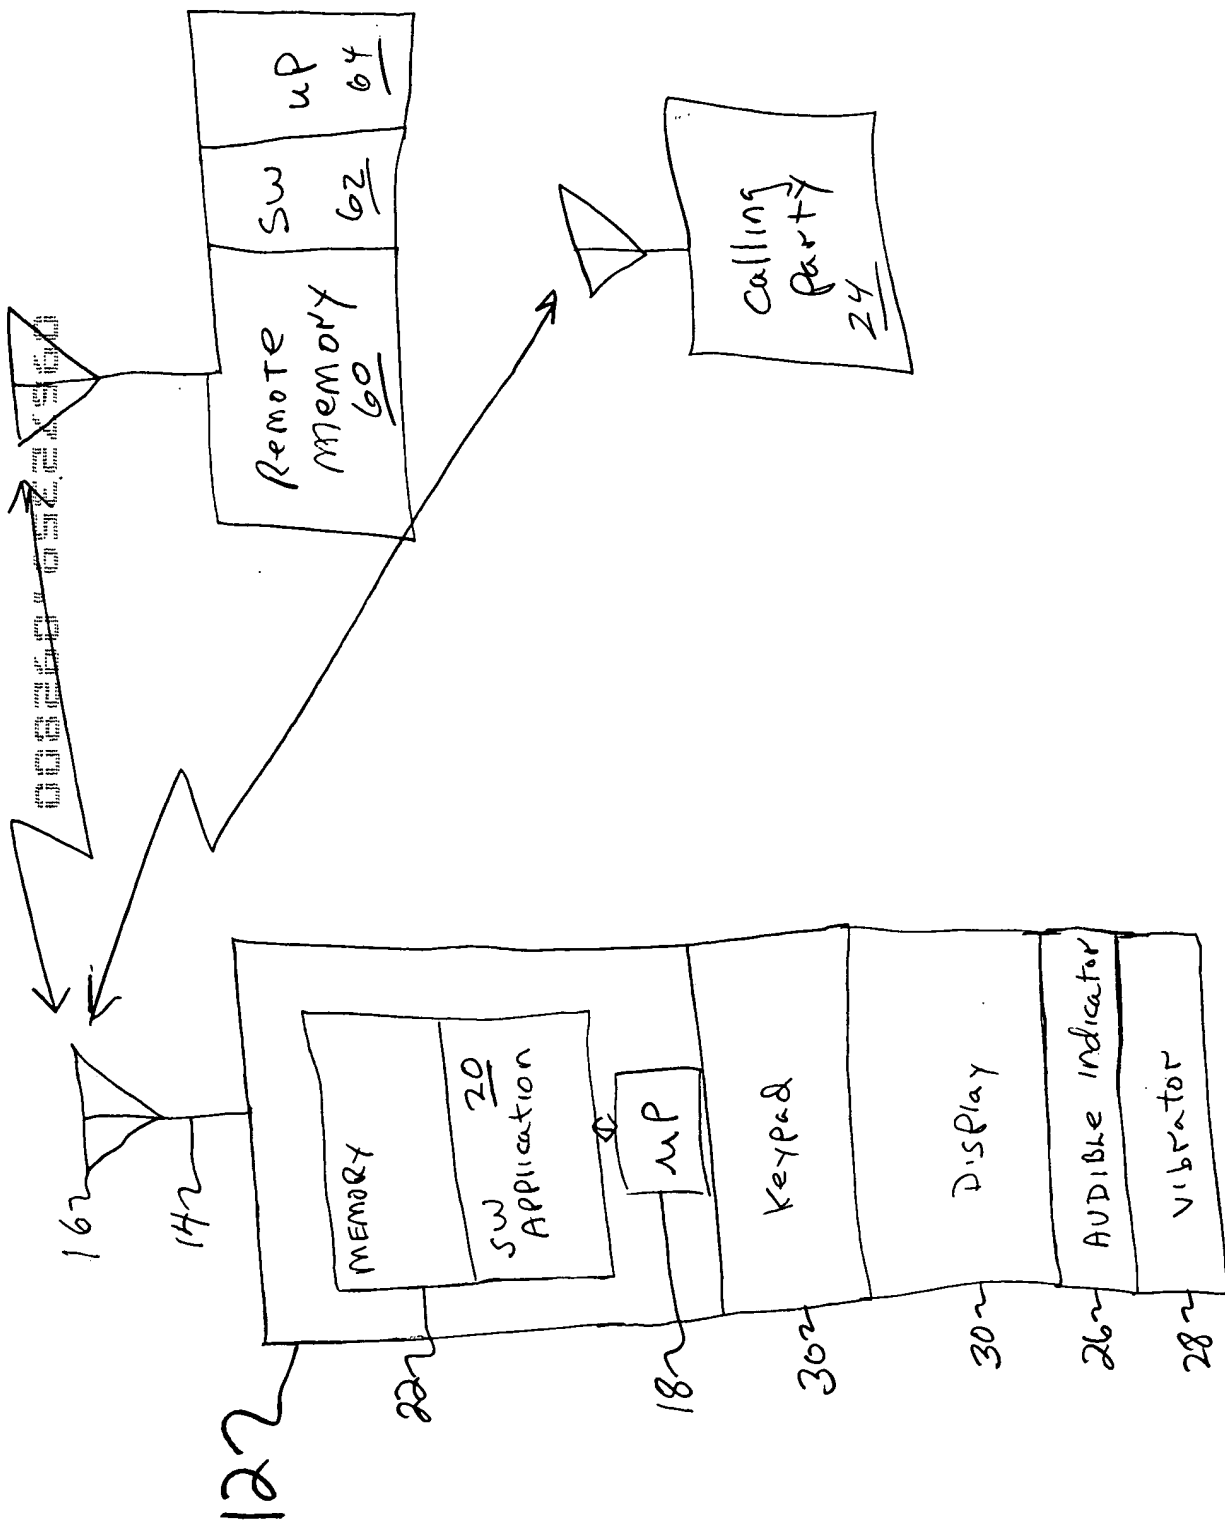 16
14
12
MEMORY
22
20
SW
APPLICATION
uP
18
Keypad
30
Display
30
AUDIBLE Indicator
26
Vibrator
28
Remote
Memory
60
SW
62
uP
64
Calling
Party
24